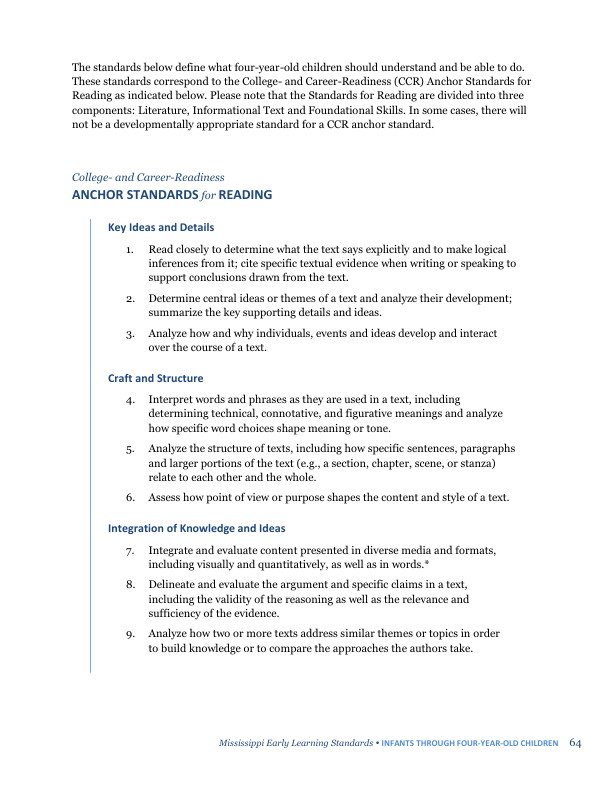 The standards below define what four-year-old children should understand and be able to do.
These standards correspond to the College- and Career-Readiness (CCR) Anchor Standards for
Reading as indicated below. Please note that the Standards for Reading are divided into three
components: Literature, Informational Text and Foundational Skills. In some cases, there will
not be a developmentally appropriate standard for a CCR anchor standard.
College- and Career-Readiness
ANCHOR STANDARDS for READING
Key Ideas and Details
1. Read closely to determine what the text says explicitly and to make logical
inferences from it; cite specific textual evidence when writing or speaking to
support conclusions drawn from the text.
2. Determine central ideas or themes of a text and analyze their development;
summarize the key supporting details and ideas.
3. Analyze how and why individuals, events and ideas develop and interact
over the course of a text.
Craft and Structure
4. Interpret words and phrases as they are used in a text, including
determining technical, connotative, and figurative meanings and analyze
how specific word choices shape meaning or tone.
5. Analyze the structure of texts, including how specific sentences, paragraphs
and larger portions of the text (e.g., a section, chapter, scene, or stanza)
relate to each other and the whole.
6. Assess how point of view or purpose shapes the content and style of a text.
Integration of Knowledge and Ideas
7. Integrate and evaluate content presented in diverse media and formats,
including visually and quantitatively, as well as in words.*
8. Delineate and evaluate the argument and specific claims in a text,
including the validity of the reasoning as well as the relevance and
sufficiency of the evidence.
9. Analyze how two or more texts address similar themes or topics in order
to build knowledge or to compare the approaches the authors take.
Mississippi Early Learning Standards • INFANTS THROUGH FOUR-YEAR-OLD CHILDREN 64